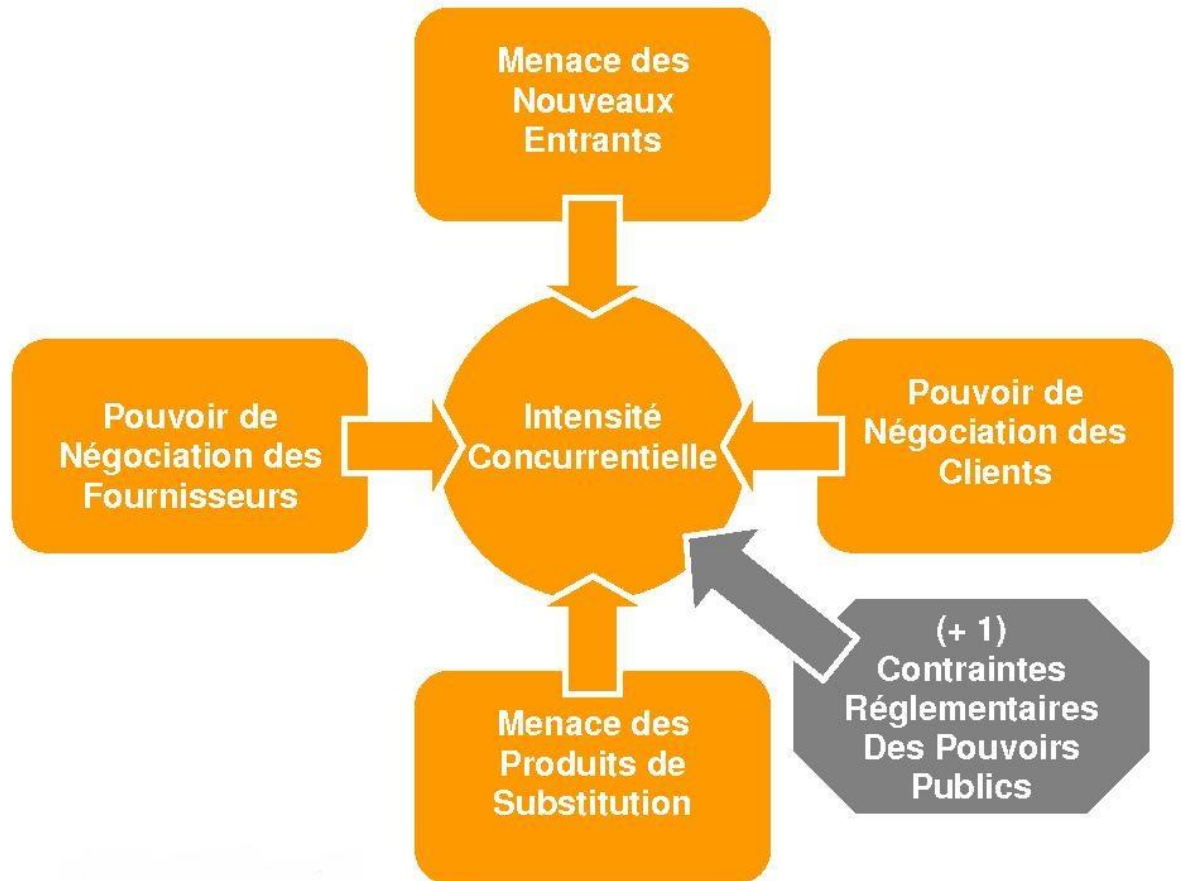 Menace des
Nouveaux
Entrants
Pouvoir de
Négociation des
Fournisseurs
Intensité
Concurrentielle
Pouvoir de
Négociation des
Clients
Menace des
Produits de
Substitution
(+ 1)
Contraintes
Réglementaires
Des Pouvoirs
Publics